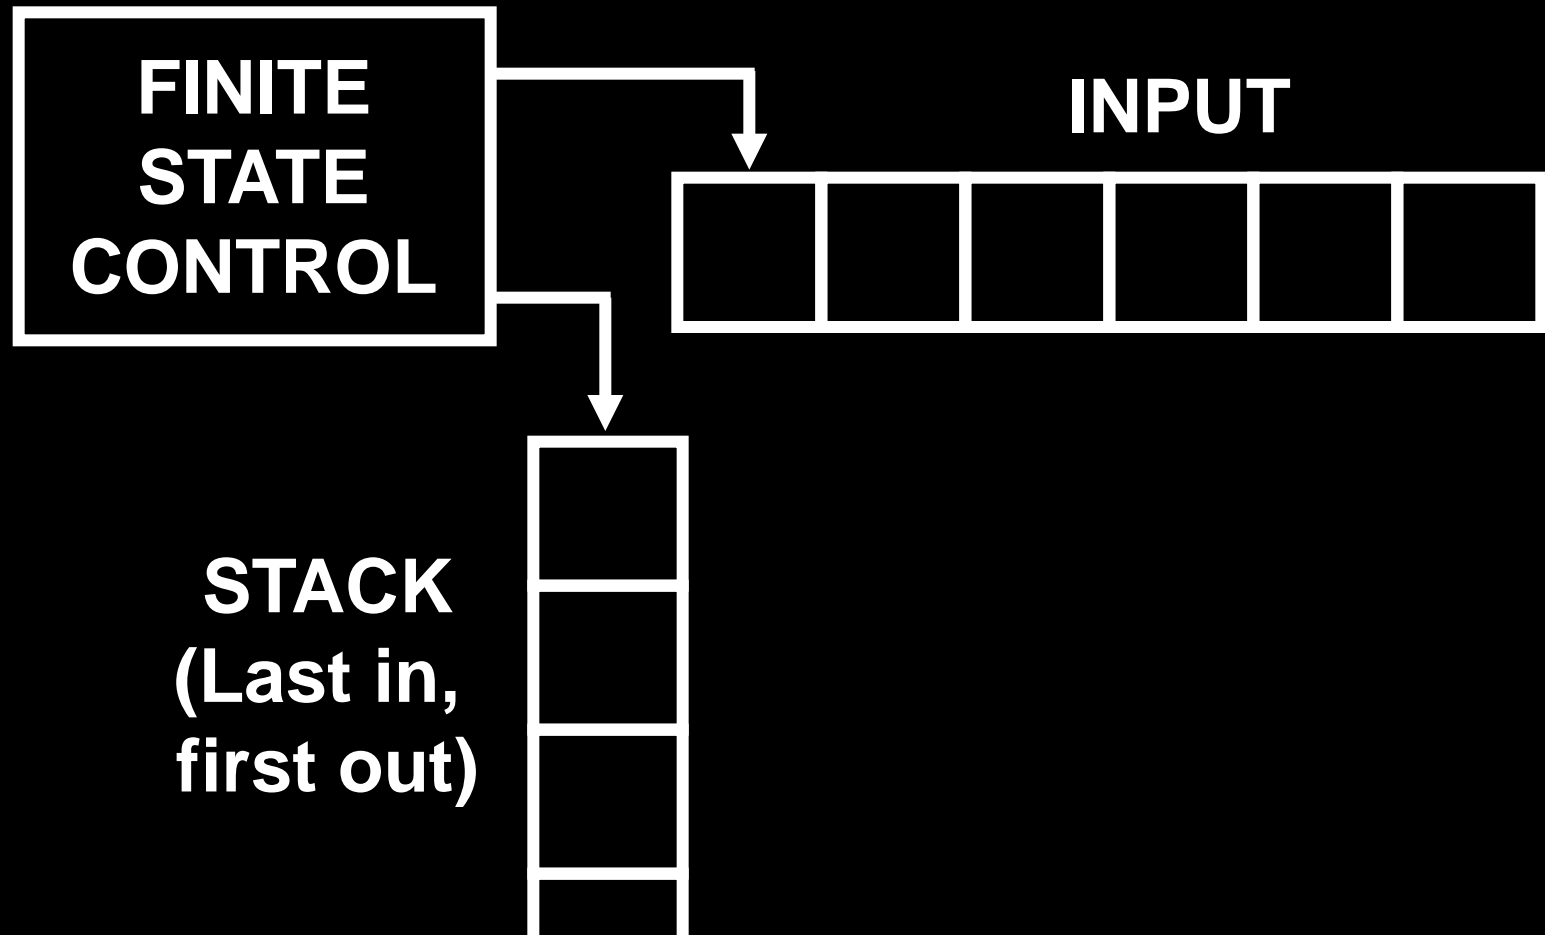 FINITE
STATE
CONTROL
INPUT
STACK
(Last in,
first out)